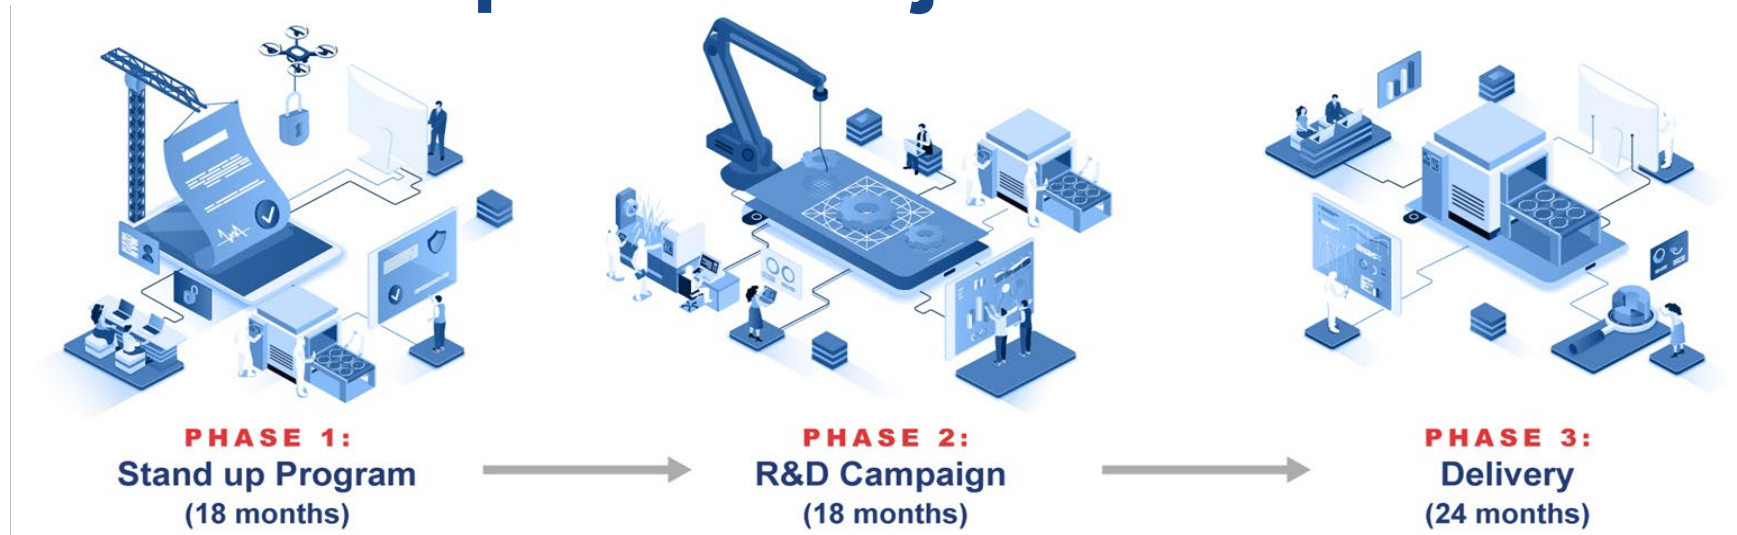 PHASE 1:
Stand up Program
(18 months)
PHASE 2:
R&D Campaign
(18 months)
PHASE 3:
Delivery
(24 months)